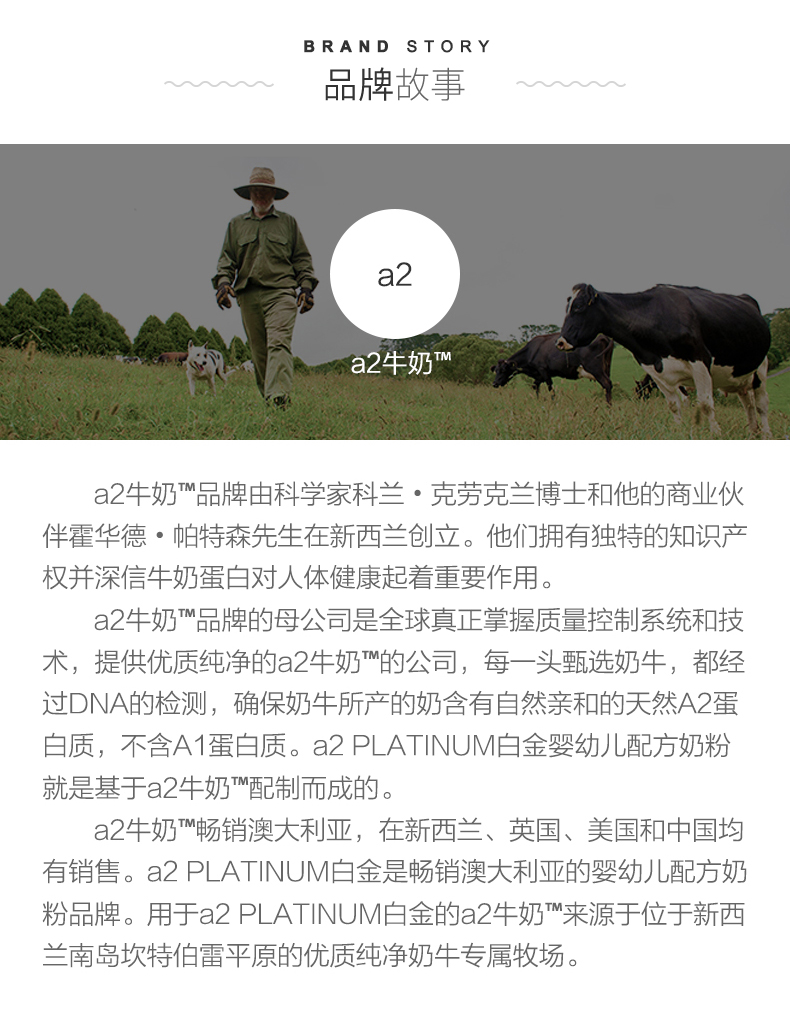 BRAND STORY
品牌故事
a2
a2牛奶™
a2牛奶™品牌由科学家科兰•克劳克兰博士和他的商业伙
伴霍华德•帕特森先生在新西兰创立。他们拥有独特的知识产
权并深信牛奶蛋白对人体健康起着重要作用。
a2牛奶™品牌的母公司是全球真正掌握质量控制系统和技
术，提供优质纯净的a2牛奶™的公司，每一头甄选奶牛，都经
过DNA的检测，确保奶牛所产的奶含有自然亲和的天然A2蛋
白质，不含A1蛋白质。a2 PLATINUM白金婴幼儿配方奶粉
就是基于a2牛奶™配制而成的。
a2牛奶™畅销澳大利亚，在新西兰、英国、美国和中国均
有销售。a2 PLATINUM白金是畅销澳大利亚的婴幼儿配方奶
粉品牌。用于a2 PLATINUM白金的a2牛奶™来源于位于新西
兰南岛坎特伯雷平原的优质纯净奶牛专属牧场。